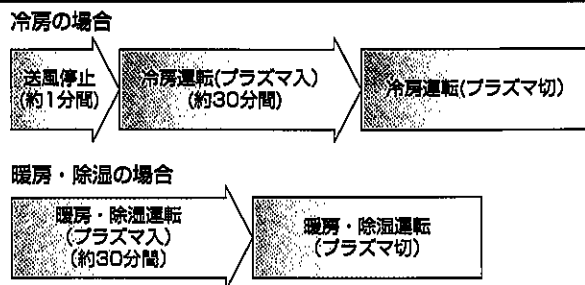 冷房の場合
送風停止
(約1分間)
冷房運転(プラズマ入)
(約30分間)
冷房運転(プラズマ切)
暖房・除湿の場合
暖房・除湿運転
(プラズマ入)
(約30分間)
暖房・除湿運転
(プラズマ切)